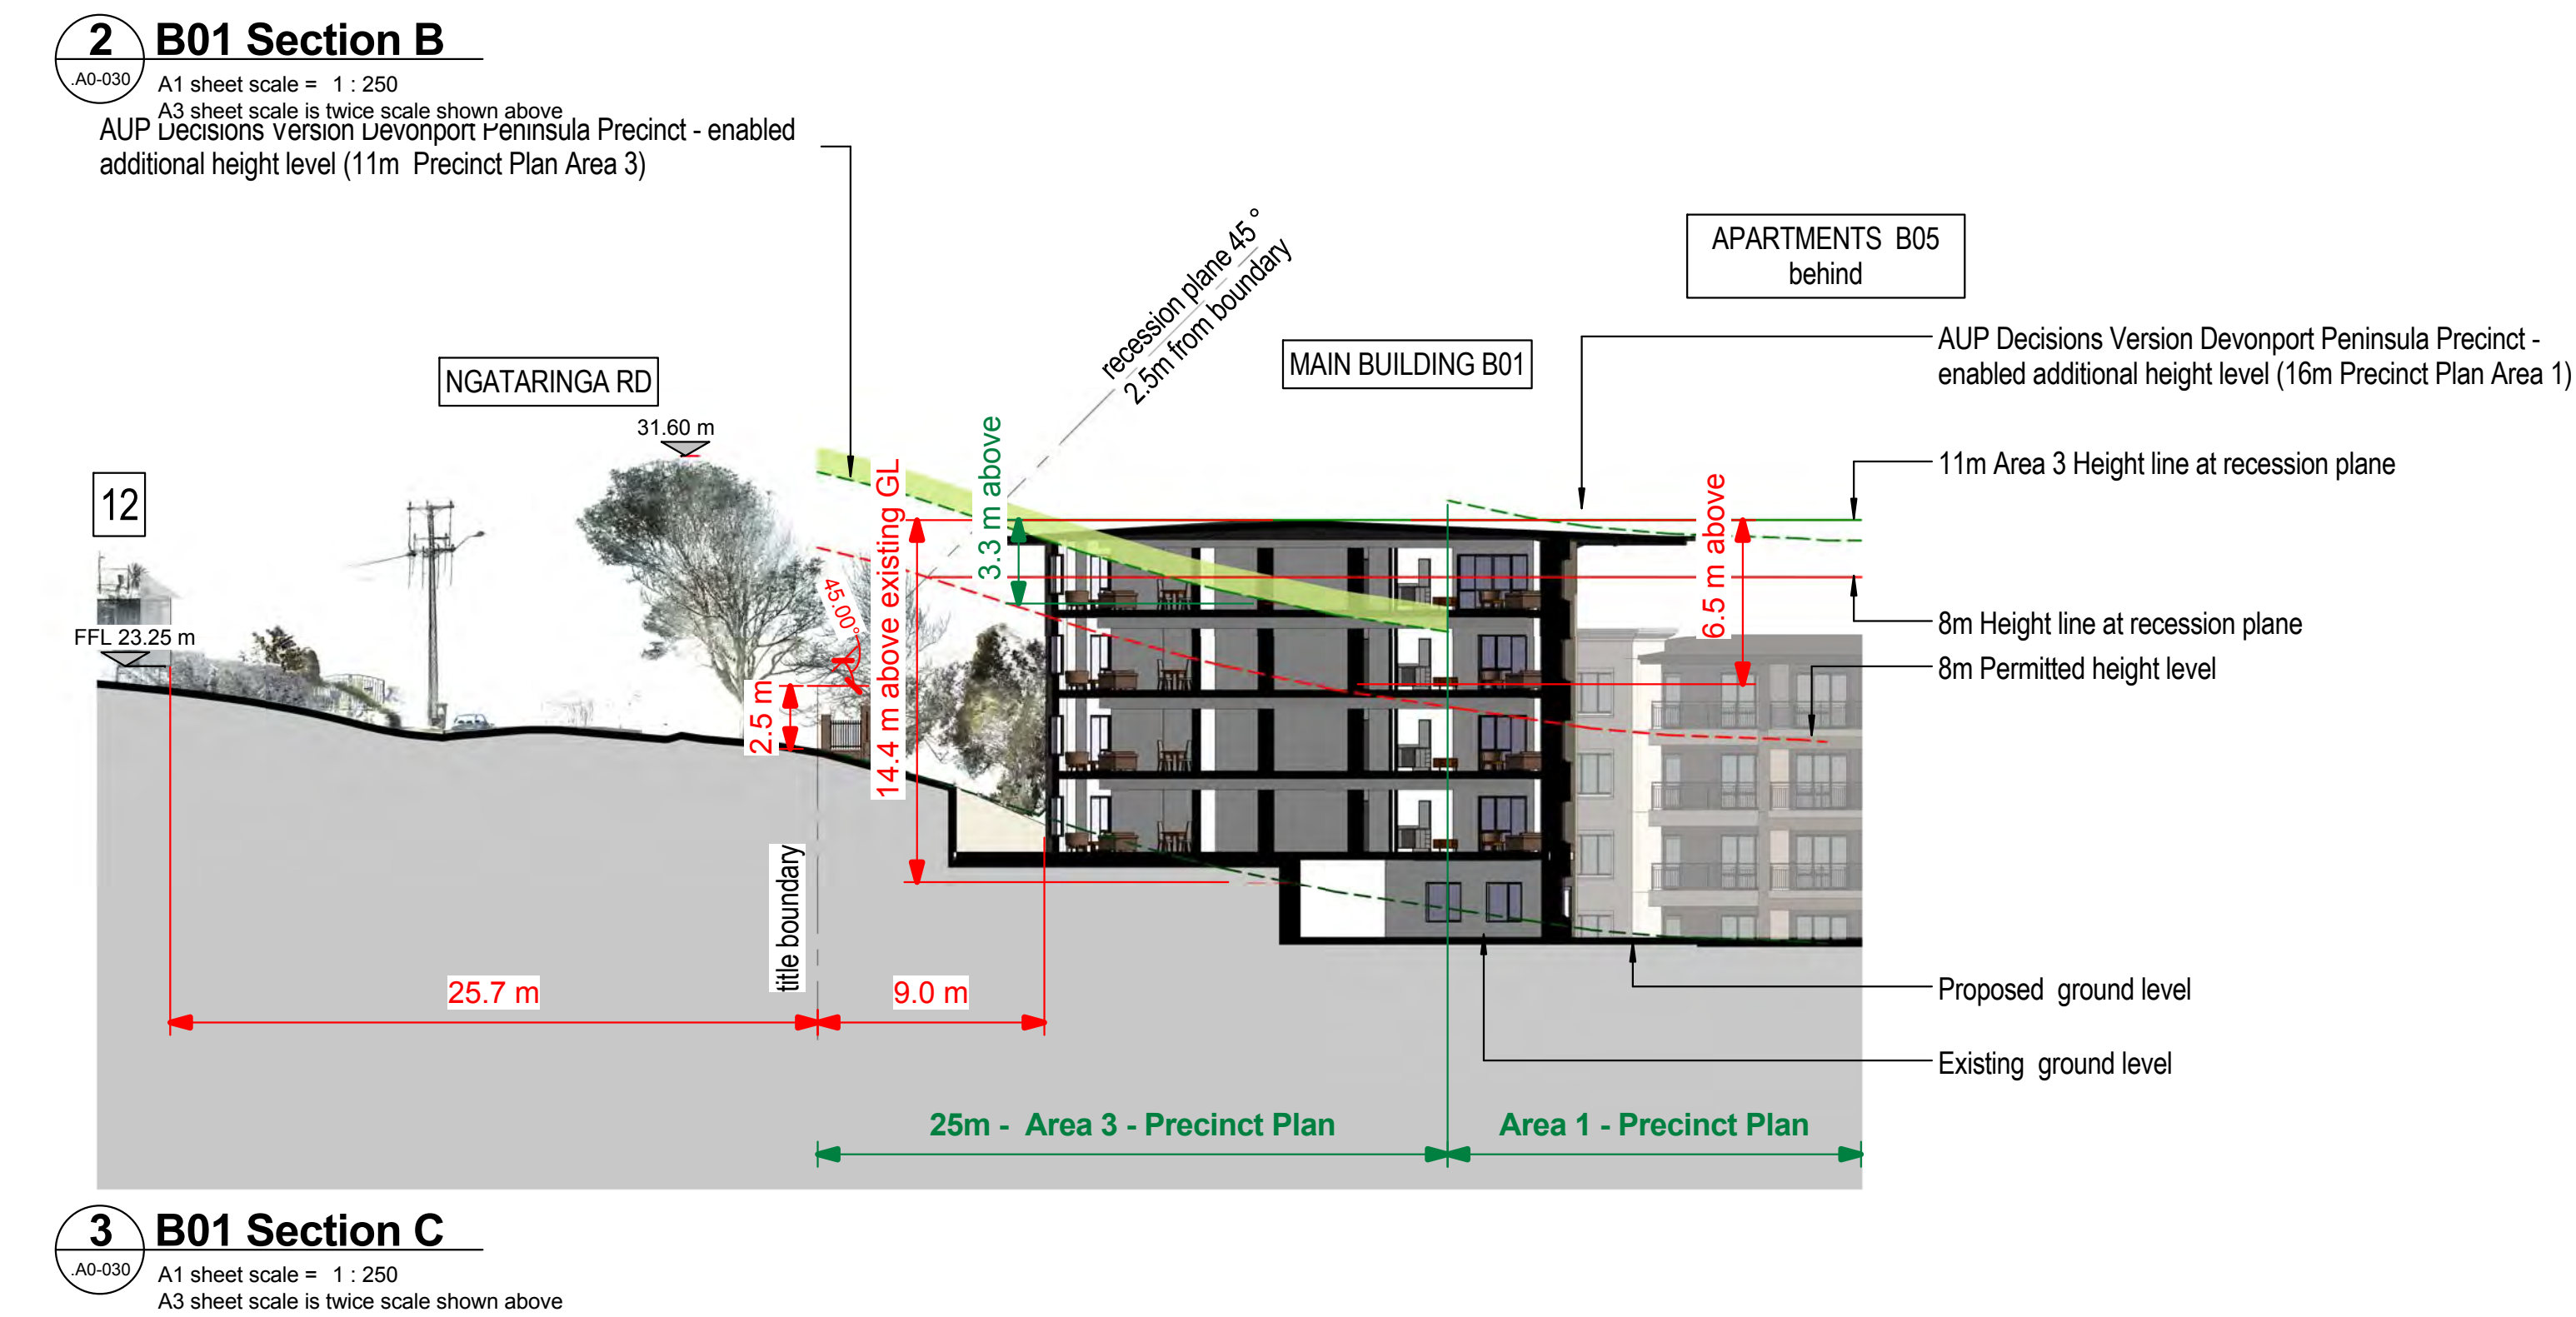 2
.A0-030
B01 Section B
A1 sheet scale = 1 : 250
A3 sheet scale is twice scale shown above
AUP Decisions Version Devonport Peninsula Precinct - enabled
additional height level (11m Precinct Plan Area 3)
recession plane 45°
2.5m from boundary
APARTMENTS B05
behind
NGATARINGA RD
MAIN BUILDING B01
AUP Decisions Version Devonport Peninsula Precinct -
enabled additional height level (16m Precinct Plan Area 1)
31.60 m
12
11m Area 3 Height line at recession plane
3.3 m above
14.4 m above existing GL
6.5 m above
45.00°
FFL 23.25 m
8m Height line at recession plane
8m Permitted height level
2.5 m
title boundary
25.7 m
9.0 m
Proposed ground level
Existing ground level
25m - Area 3 - Precinct Plan
Area 1 - Precinct Plan
3
.A0-030
B01 Section C
A1 sheet scale = 1 : 250
A3 sheet scale is twice scale shown above